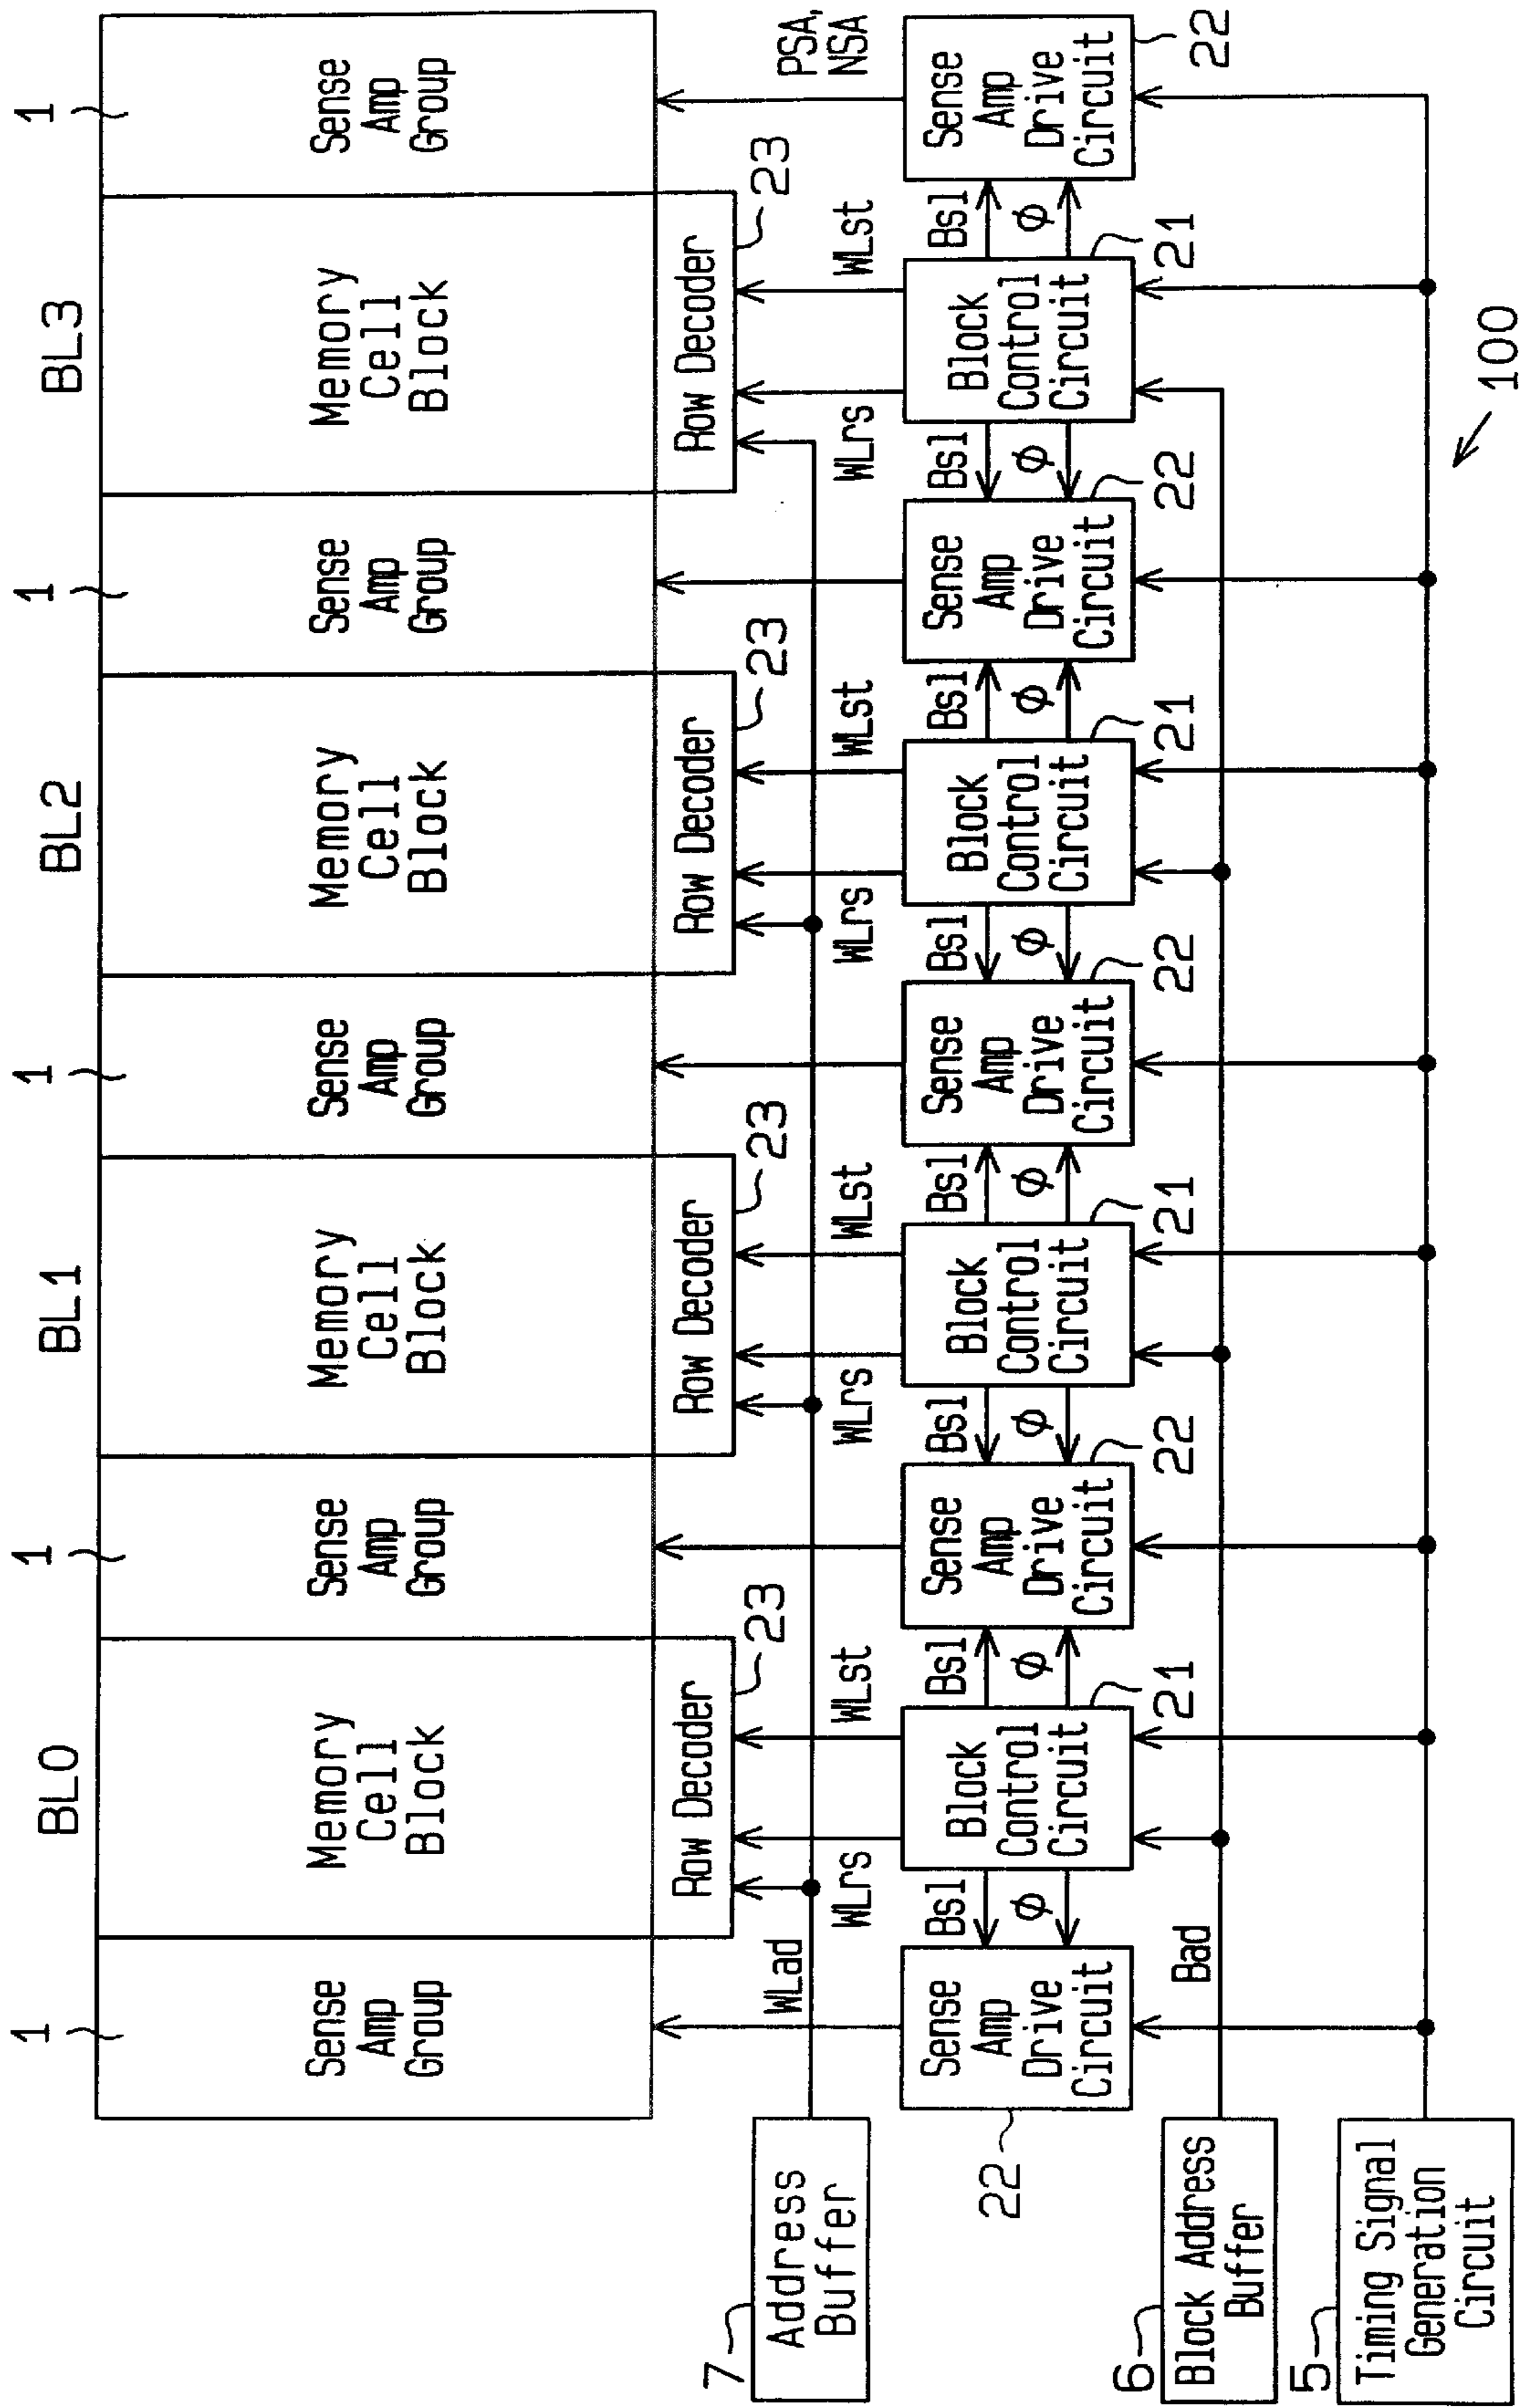 BL0
BL1
BL2
BL3
1
1
1
1
1
Sense
Amp
Group
Memory
Cell
Block
Sense
Amp
Group
Memory
Cell
Block
Sense
Amp
Group
Memory
Cell
Block
Sense
Amp
Group
Memory
Cell
Block
Sense
Amp
Group
Row Decoder
23
Row Decoder
23
Row Decoder
23
Row Decoder
23
7
Address
Buffer
WLad
WLrs
WLst
WLrs
WLst
WLrs
WLst
WLrs
WLst
PSA,
NSA
22
Sense
Amp
Drive
Circuit
Bsl
Φ
Block
Control
Circuit
21
Bsl
Φ
Sense
Amp
Drive
Circuit
22
Bsl
Φ
Block
Control
Circuit
21
Bsl
Φ
Sense
Amp
Drive
Circuit
22
Bsl
Φ
Block
Control
Circuit
21
Bsl
Φ
Sense
Amp
Drive
Circuit
22
Bsl
Φ
Block
Control
Circuit
21
Bsl
Φ
Sense
Amp
Drive
Circuit
22
6
Block Address
Buffer
Bad
5
Timing Signal
Generation
Circuit
100